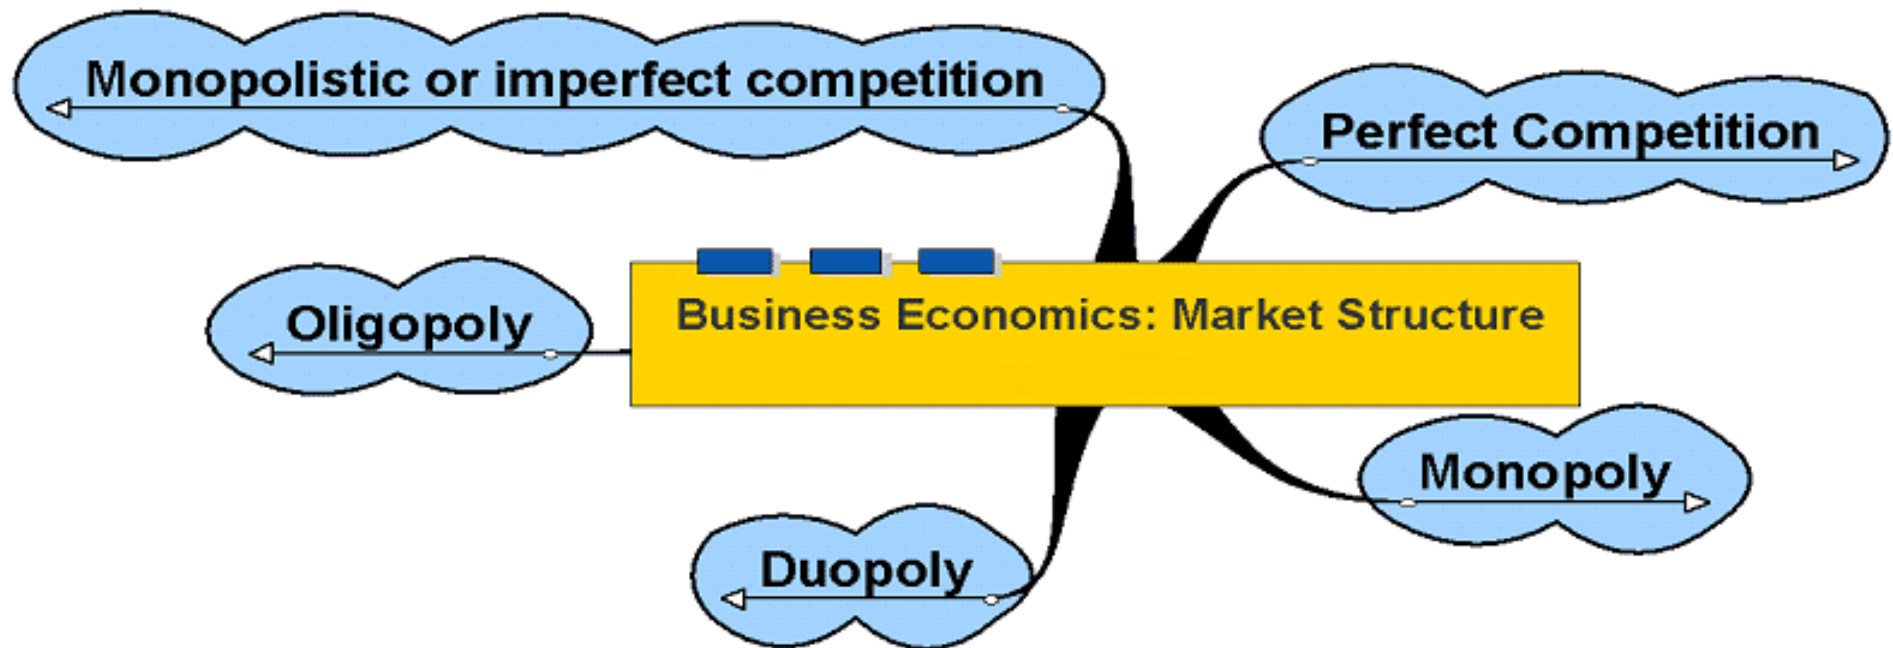 Monopolistic or imperfect competition
Perfect Competition
Oligopoly
Business Economics: Market Structure
Monopoly
Duopoly